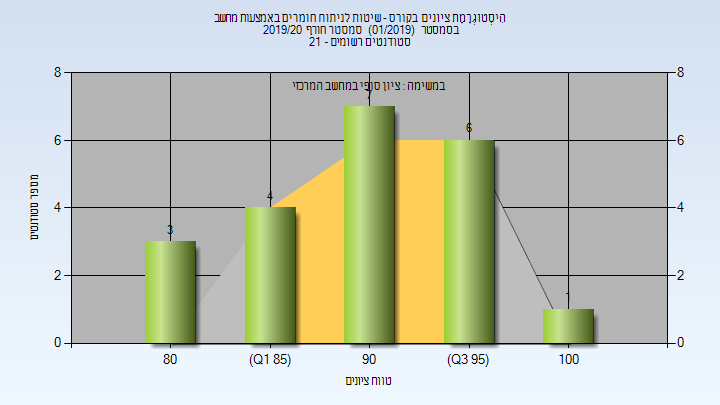 היסטוגרמת ציונים בקורס - שיטות לניתוח חומרים באמצעות מחשב
בסמסטר (01/2019) סמסטר חורף 2019/20
סטודנטים רשומים - 21
במשימה : ציון סופי במחשב המרכזי
8 8
7
6 6 6
מספר סטודנטים
4 4 4
3
2 2
1
0 0
80 (Q1 85) 90 (Q3 95) 100
טווח ציונים